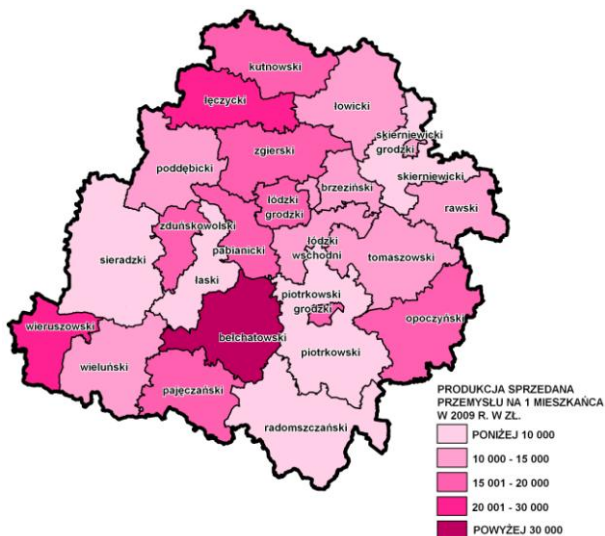 kutnowski
łęczycki
łowicki
skierniewicki
grodzki
zgierski
poddębicki
brzeziński
skierniewicki
łódzki
grodzki
rawski
zduńskowolski
łódzki
wschodni
pabianicki
sieradzki
tomaszowski
łaski
piotrkowski
grodzki
opoczyński
wieruszowski
bełchatowski
piotrkowski
wieluński
pajęczański
radomszczański
PRODUKCJA SPRZEDANA
PRZEMYSŁU NA 1 MIESZKAŃCA
W 2009 R. W ZŁ.
PONIŻEJ 10 000
10 000 - 15 000
15 001 - 20 000
20 001 - 30 000
POWYŻEJ 30 000